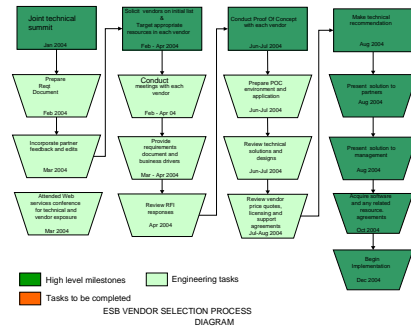 Joint technical
summit
Jan 2004
Prepare
Reqt
Document
Feb 2004
Incorporate partner
feedback and edits
Mar 2004
Attended Web
services conference
for technical and
vendor exposure
Mar 2004
Solicit vendors on initial list
&
Target appropriate
resources in each vendor
Feb - Apr 2004
Conduct
meetings with each
vendor
Feb - Apr 04
Provide
requirements
document and
business drivers
Mar - Apr 2004
Review RFI
responses
Apr 2004
Conduct Proof Of Concept
with each vendor
Jun-Jul 2004
Prepare POC
environment and
application
Jun-Jul 2004
Review technical
solutions and
designs
Jun-Jul 2004
Review vendor
price quotes,
licensing and
support
agreements
Jul-Aug 2004
Make technical
recommendation
Aug 2004
Present solution to
partners
Aug 2004
Present solution to
management
Aug 2004
Acquire software
and any related
resource
agreements
Oct 2004
Begin
Implementation
Dec 2004
High level milestones
Engineering tasks
Tasks to be completed
ESB VENDOR SELECTION PROCESS
DIAGRAM